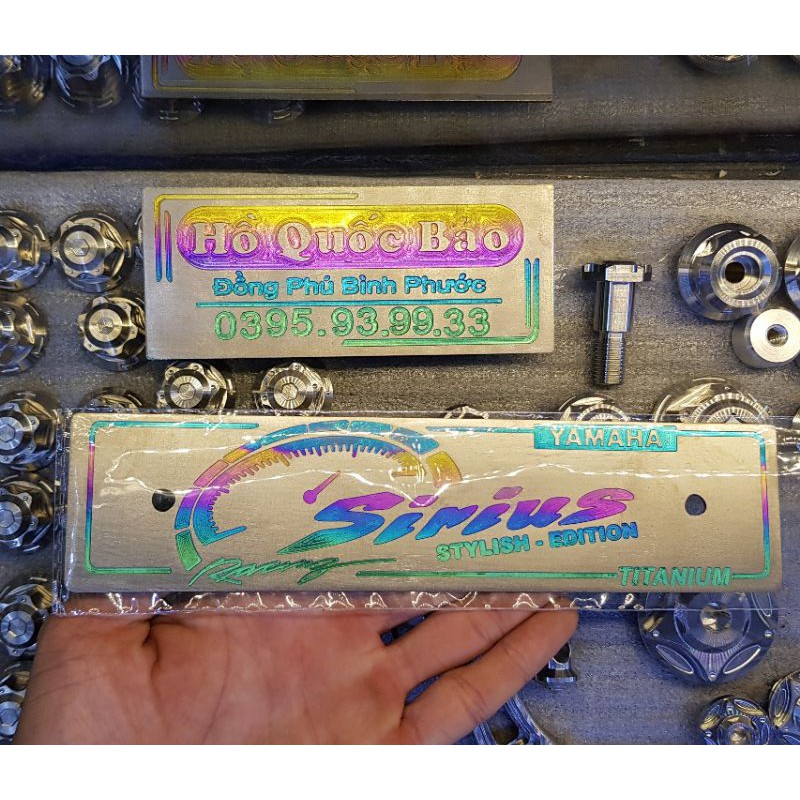 Hồ Quốc Bảo
Đồng Phú Bình Phước
0395.93.99.33
YAMAHA
Sirius
STYLISH - EDITION
Racing
TITANIUM